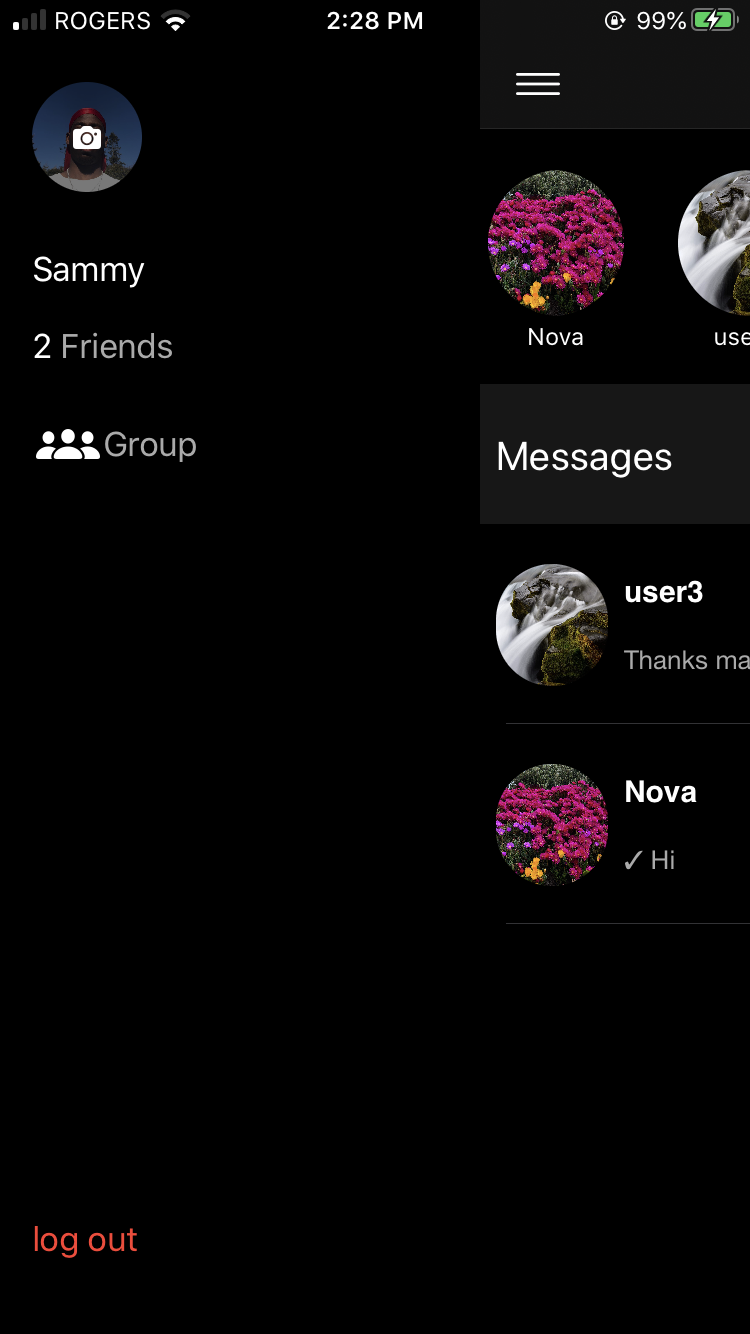 ROGERS 2:28 PM 99%
Sammy
2 Friends
Group
log out
Nova
use
Messages
user3
Thanks ma
Nova
✓ Hi